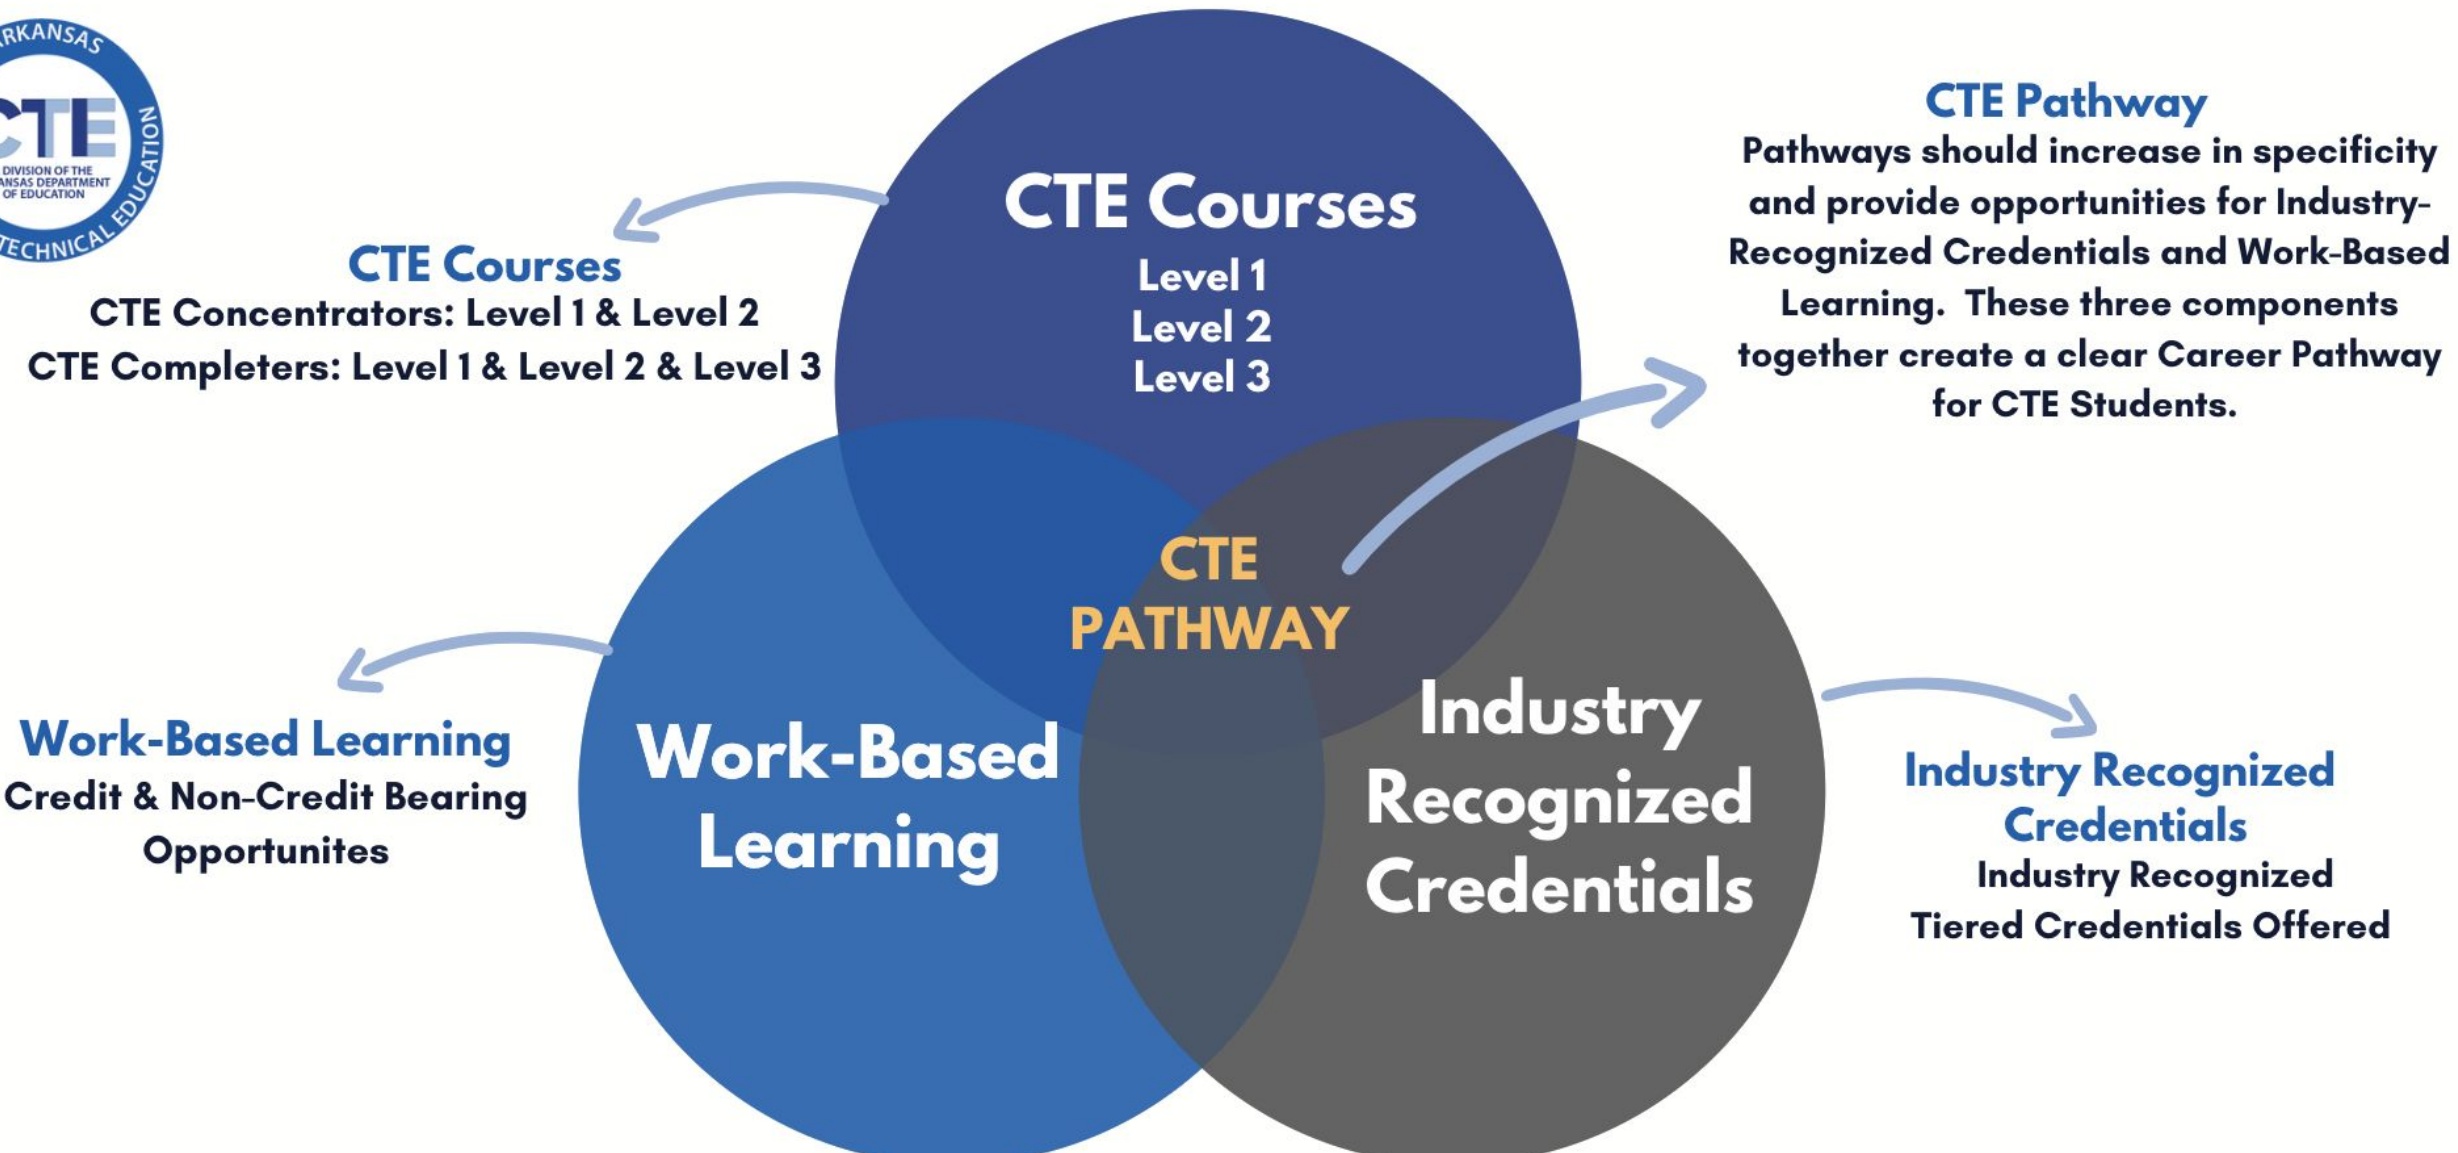 TECHNICAL EDUCATION
DIVISION OF THE
OF EDUCATION
CTE Courses
CTE Concentrators: Level 1 & Level 2
CTE Completers: Level 1 & Level 2 & Level 3
CTE Courses
Level 1
Level 2
Level 3
CTE Pathway
Pathways should increase in specificity
and provide opportunities for Industry-
Recognized Credentials and Work-Based
Learning. These three components
together create a clear Career Pathway
for CTE Students.
CTE
PATHWAY
Work-Based Learning
Credit & Non-Credit Bearing
Opportunites
Work-Based
Learning
Industry
Recognized
Credentials
Industry Recognized
Credentials
Industry Recognized
Tiered Credentials Offered